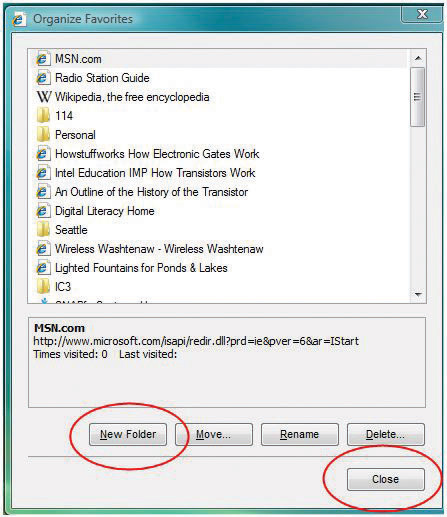 Organize Favorites
MSN.com
Radio Station Guide
Wikipedia, the free encyclopedia
114
Personal
Howstuffworks How Electronic Gates Work
Intel Education IMP How Transistors Work
An Outline of the History of the Transistor
Digital Literacy Home
Seattle
Wireless Washtenaw - Wireless Washtenaw
Lighted Fountains for Ponds & Lakes
IC3
MSN.com
http://www.microsoft.com/isapi/redir.dll?prd=ie&pver=6&ar=IStart
Times visited: 0 Last visited:
New Folder Move... Rename Delete...
Close